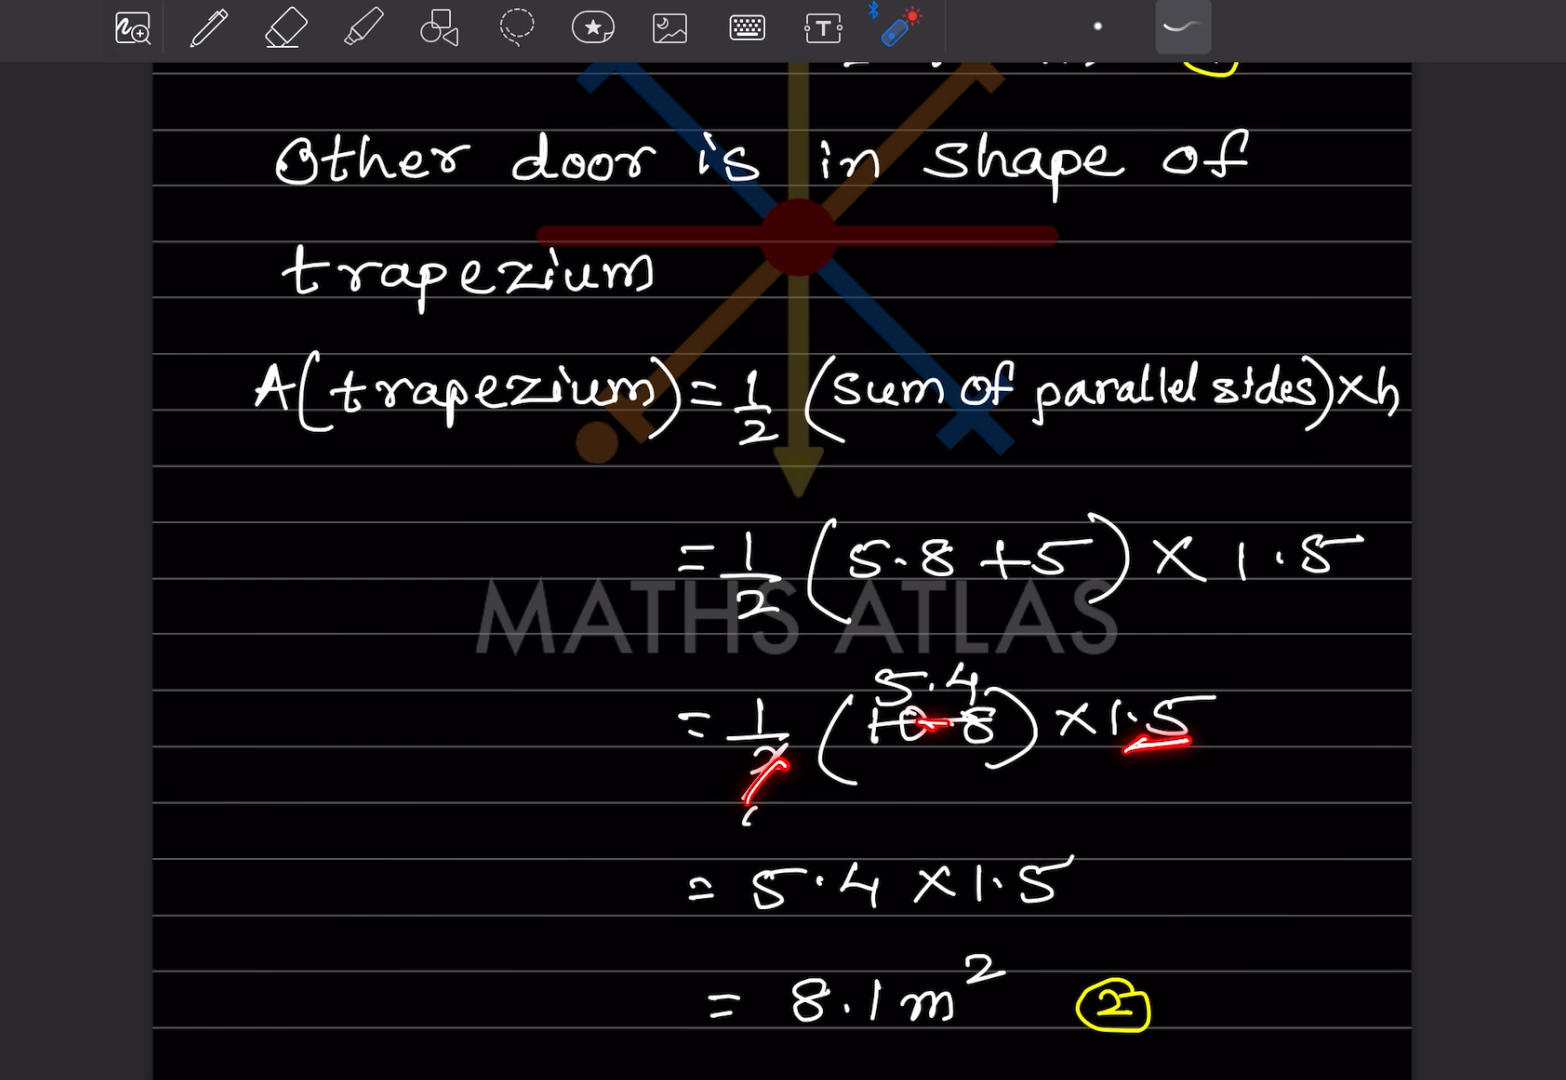 Other door is in shape of
trapezium
A(trapezium) = 1/2 (sum of parallel sides) × h
= 1/2 (5.8 + 5) × 1.5
MATHS ATLAS
5.4
= 1/2 (10.8) × 1.5
1
= 5.4 × 1.5
= 8.1 m² ②